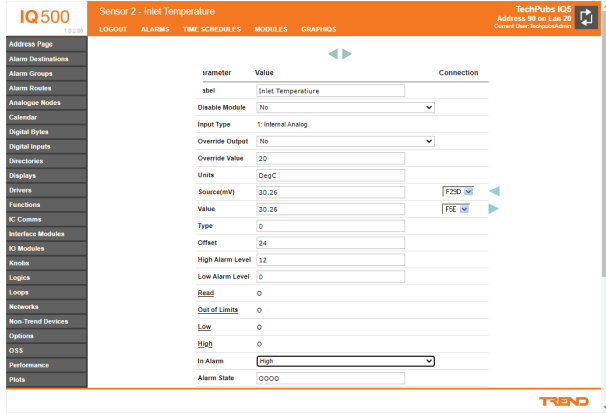 IQ500
Sensor 2 - Inlet Temperature
TechPubs IQ5
Address 90 on Lan 20
Current User:TechpubsAdmin
LOGOUT ALARMS TIME SCHEDULES MODULES GRAPHIQS
Address Page
Alarm Destinations
Alarm Groups
Alarm Routes
Analogue Nodes
Calendar
Digital Bytes
Digital Inputs
Directories
Displays
Drivers
Functions
IC Comms
Interface Modules
IO Modules
Knobs
Logics
Loops
Networks
Non-Trend Devices
Options
OSS
Performance
Plots
arameter Value Connection
abel Inlet Temperatiure
Disable Module No
Input Type 1: Internal Analog
Override Output No
Override Value 20
Units DegC
Source(mV) 30.26 F29D
Value 30.26 F5E
Type 0
Offset 24
High Alarm Level 12
Low Alarm Level 0
Read 0
Out of Limits 0
Low 0
High 0
In Alarm High
Alarm State 0000
TREND